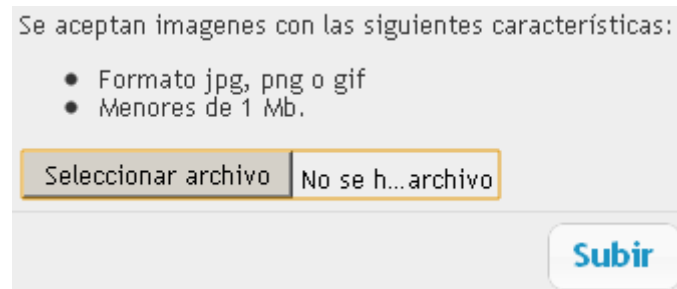 Se aceptan imagenes con las siguientes características:
Formato jpg, png o gif
Menores de 1 Mb.
Seleccionar archivo No se h...archivo
Subir